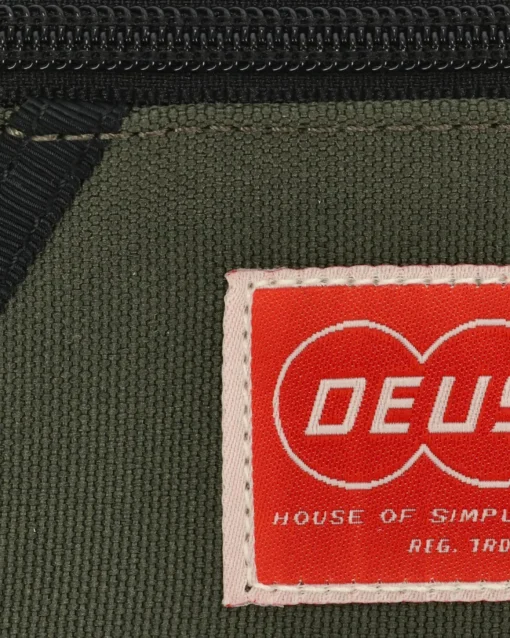 DEUS
HOUSE OF SIMPL
REG. TRD